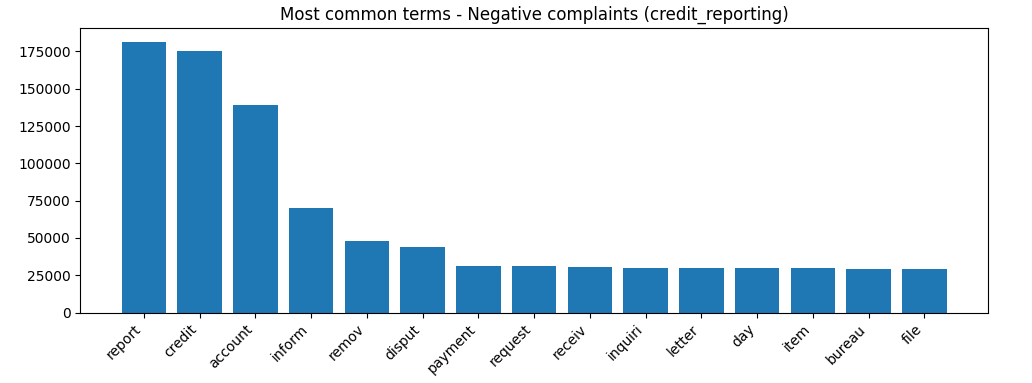 Most common terms - Negative complaints (credit_reporting)
175000
150000
125000
100000
75000
50000
25000
0
report
credit
account
inform
remov
disput
payment
request
receiv
inquiri
letter
day
item
bureau
file